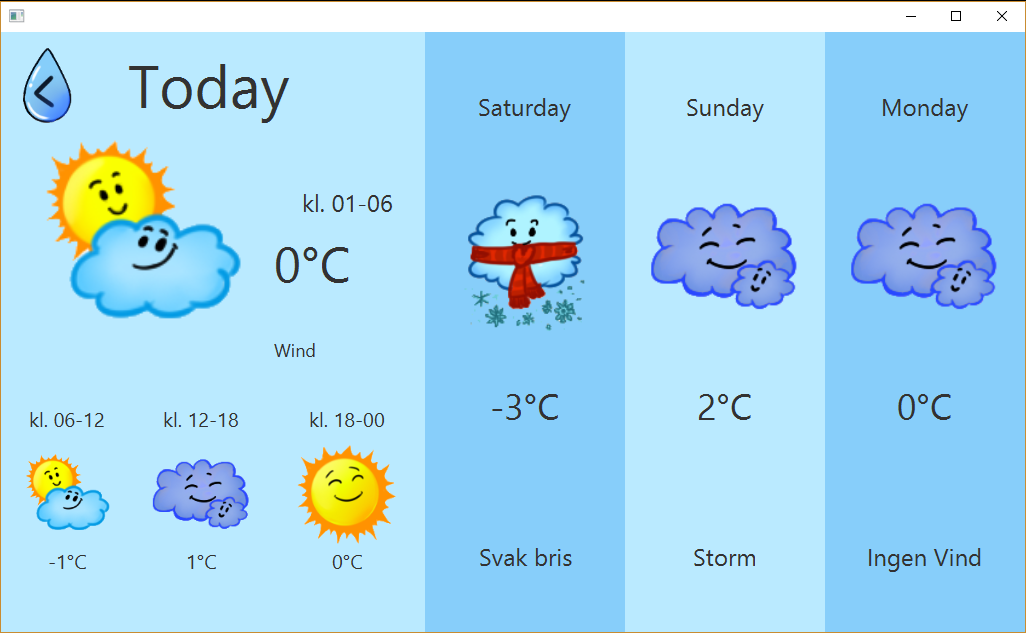 Today
kl. 01-06
0°C
Wind
kl. 06-12 kl. 12-18 kl. 18-00
-1°C 1°C 0°C
Saturday
-3°C
Svak bris
Sunday
2°C
Storm
Monday
0°C
Ingen Vind